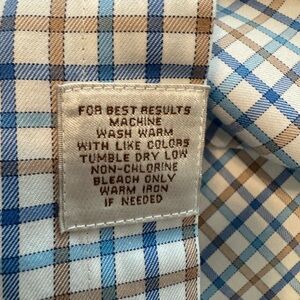 FOR BEST RESULTS
MACHINE
WASH WARM
WITH LIKE COLORS
TUMBLE DRY LOW
NON-CHLORINE
BLEACH ONLY
WARM IRON
IF NEEDED